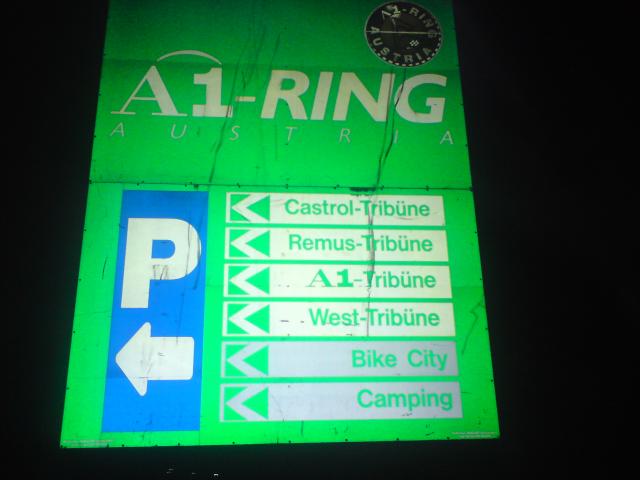 A1-RING
AUSTRIA
A1-RING
AUSTRIA
P
Castrol-Tribüne
Remus-Tribüne
A1-Tribüne
West-Tribüne
Bike City
Camping